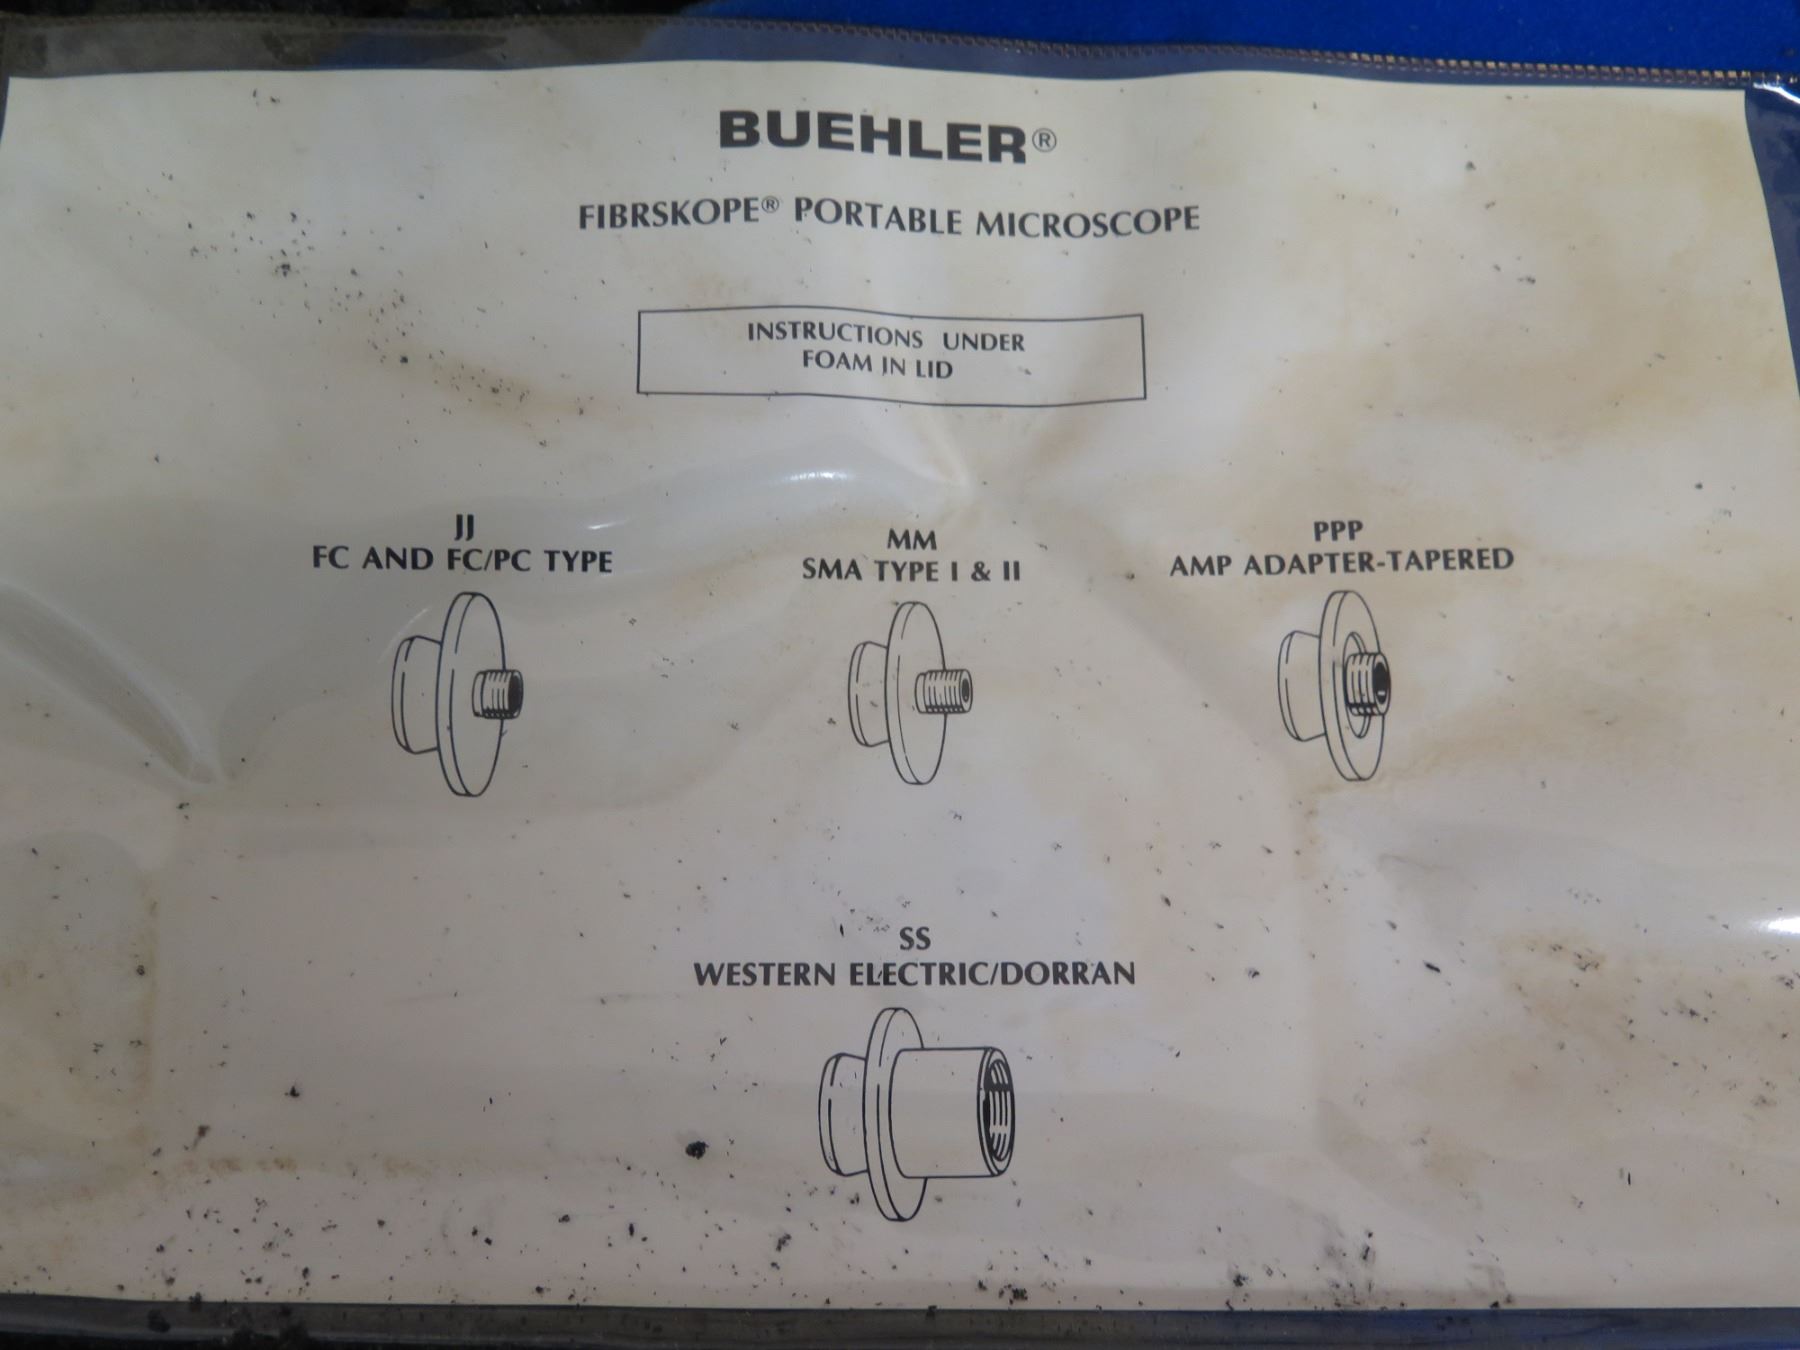 BUEHLER®
FIBRSKOPE® PORTABLE MICROSCOPE
INSTRUCTIONS UNDER
FOAM IN LID
JJ
FC AND FC/PC TYPE
MM
SMA TYPE I & II
PPP
AMP ADAPTER-TAPERED
SS
WESTERN ELECTRIC/DORRAN